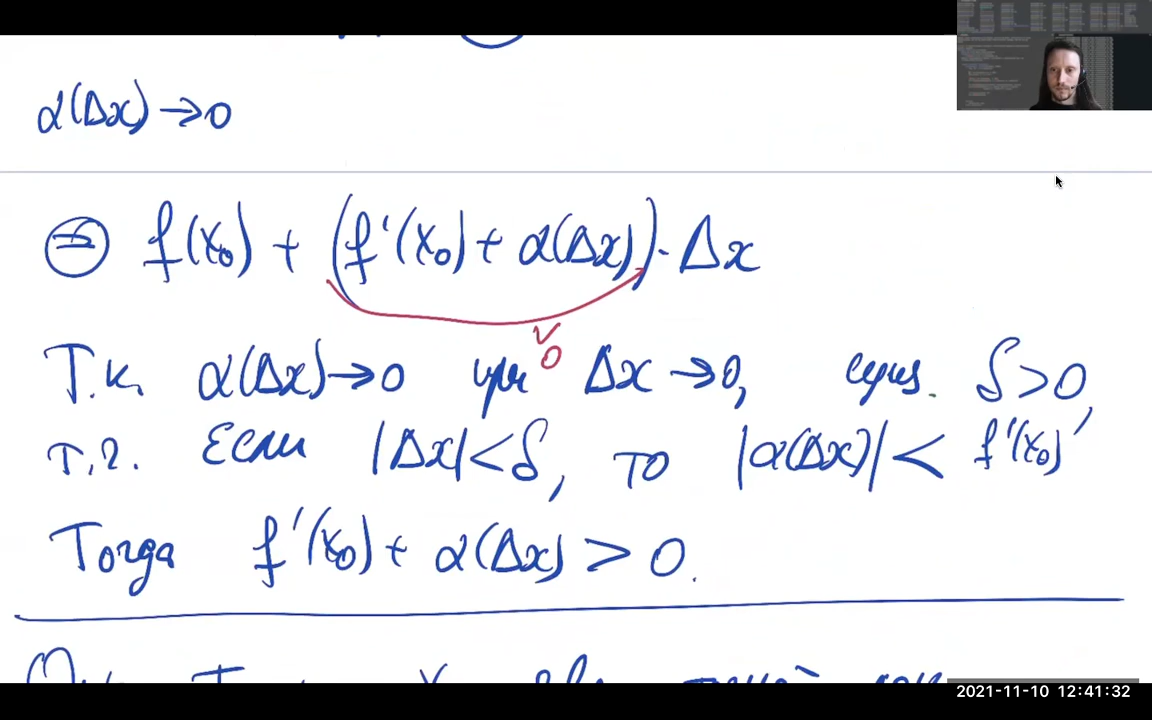 α(Δx) → 0
⊜ f(x₀) + (f'(x₀) + α(Δx)) · Δx
∨
0
Т.к. α(Δx) → 0 при Δx → 0, сущ. δ > 0,
т.ч. Если |Δx| < δ, то |α(Δx)| < f'(x₀)
Тогда f'(x₀) + α(Δx) > 0.
2021-11-10 12:41:32